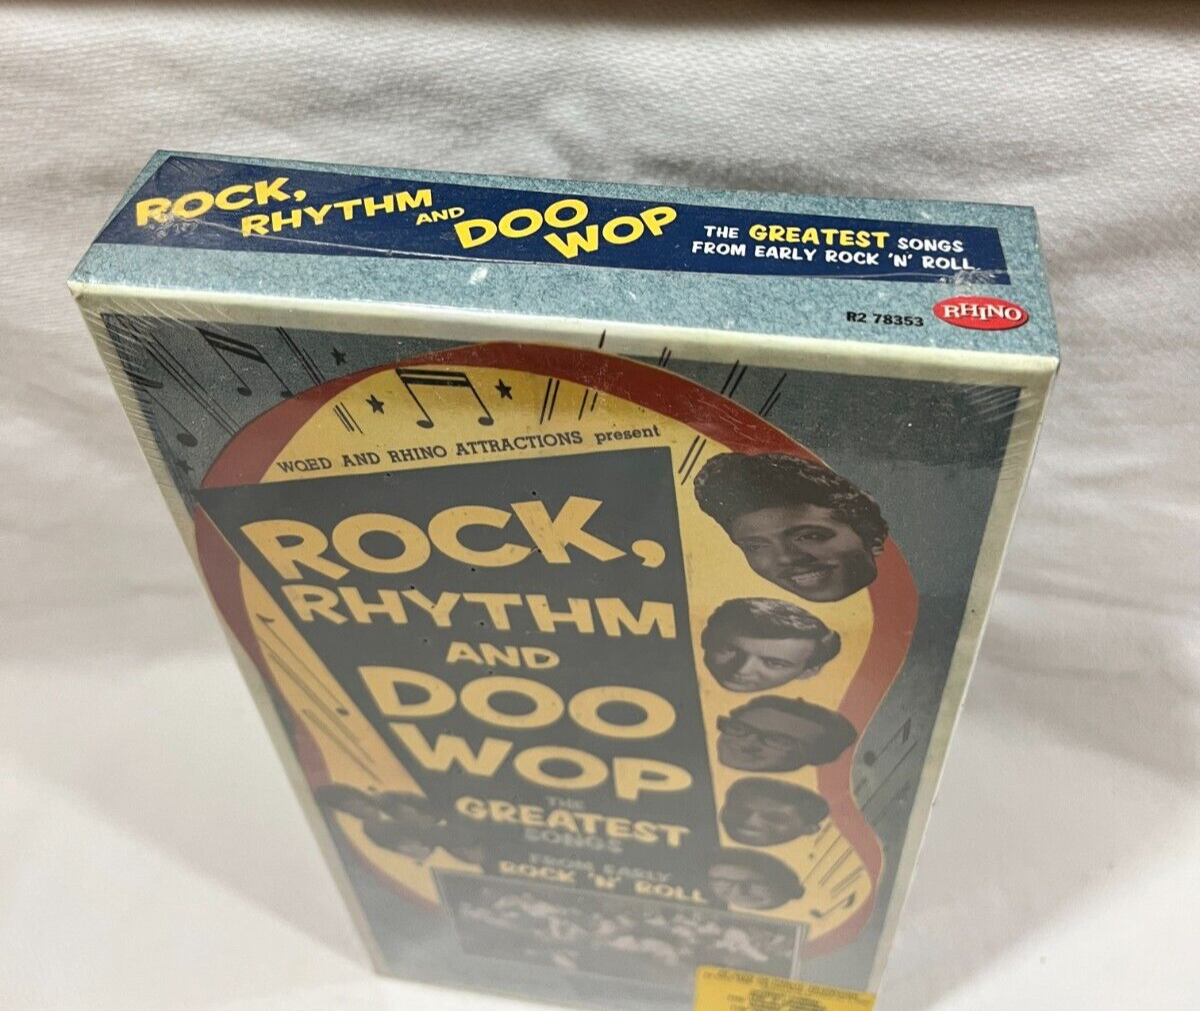 ROCK,
RHYTHM
AND
DOO
WOP
THE GREATEST SONGS
FROM EARLY ROCK 'N' ROLL
R2 78353
RHINO
WQED AND RHINO ATTRACTIONS present
ROCK,
RHYTHM
AND
DOO
WOP
THE
GREATEST
SONGS
FROM EARLY
ROCK 'N' ROLL